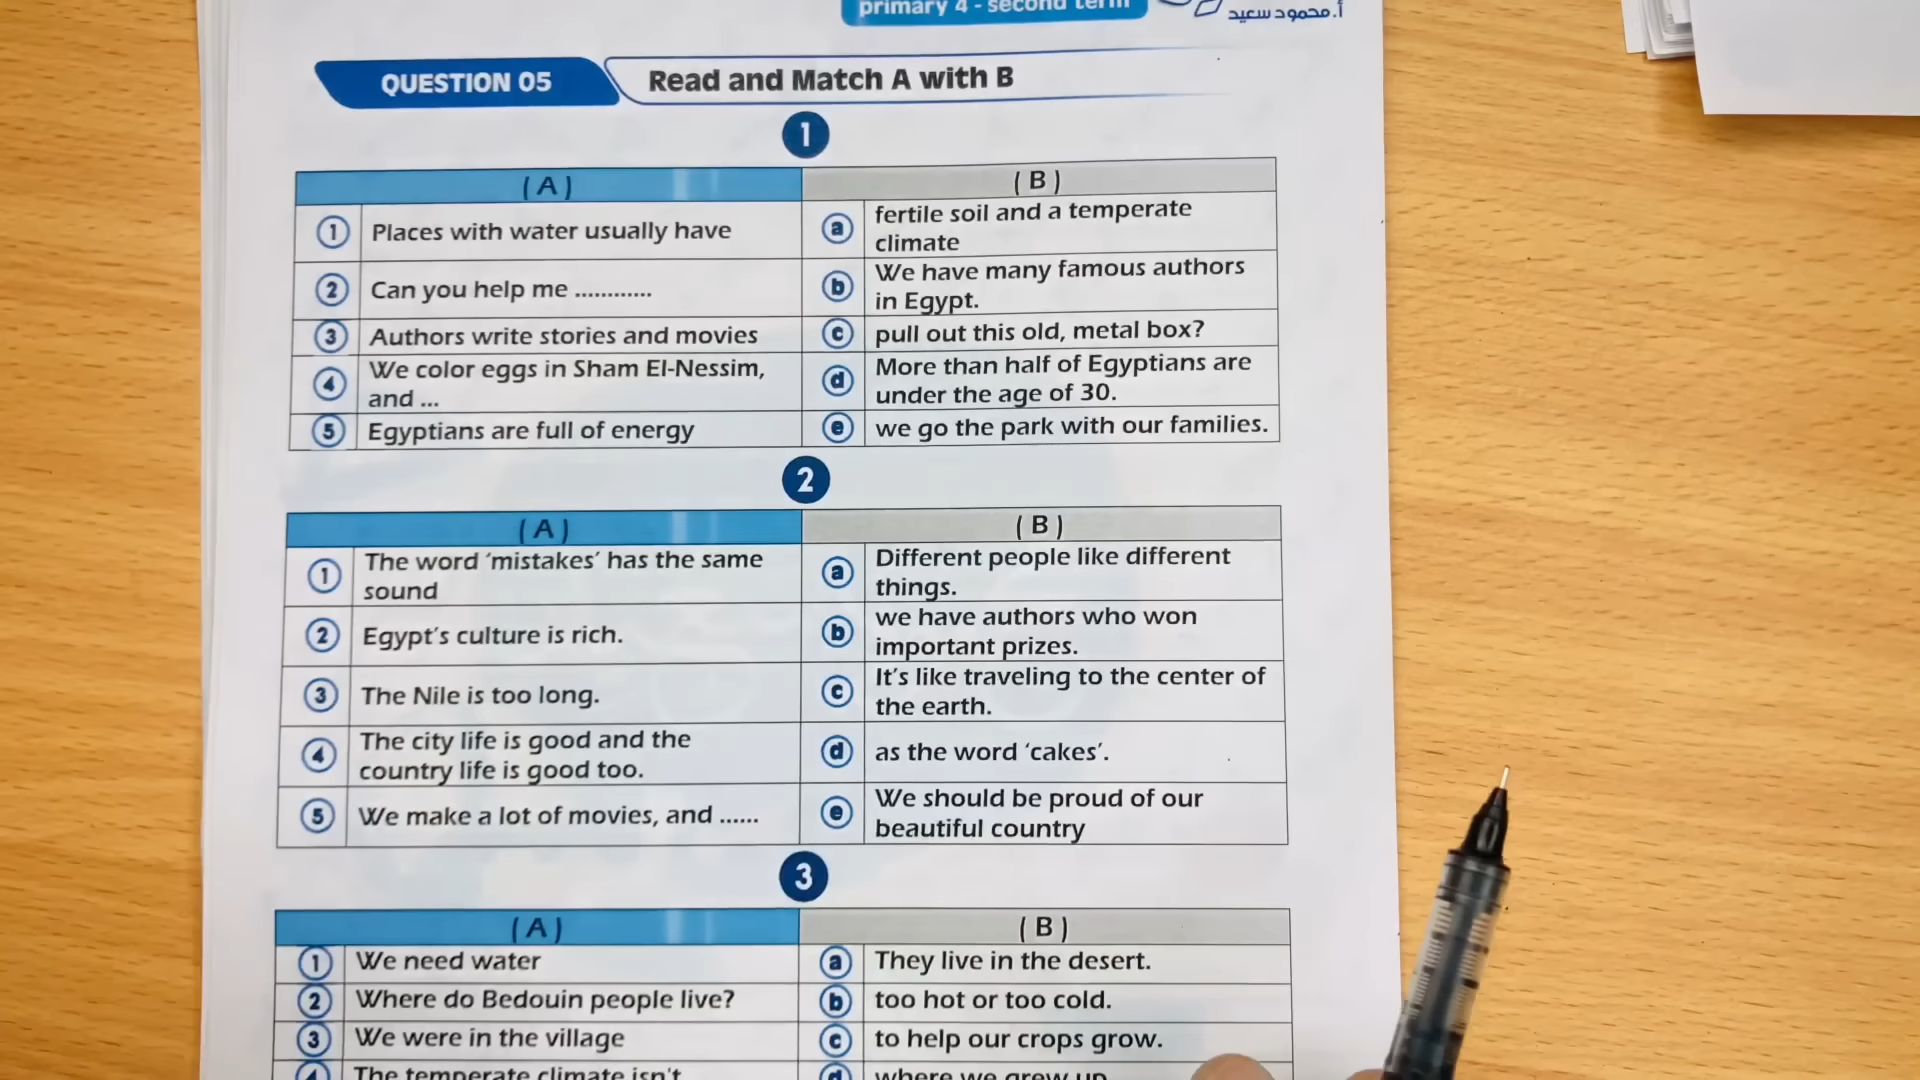 primary 4 - second term
أ.محمود سعيد
QUESTION 05
Read and Match A with B
1
( A )
( B )
1 Places with water usually have
a fertile soil and a temperate
climate
2 Can you help me ............
b We have many famous authors
in Egypt.
3 Authors write stories and movies
c pull out this old, metal box?
4 We color eggs in Sham El-Nessim,
and ...
d More than half of Egyptians are
under the age of 30.
5 Egyptians are full of energy
e we go the park with our families.
2
( A )
( B )
1 The word ‘mistakes’ has the same
sound
a Different people like different
things.
2 Egypt’s culture is rich.
b we have authors who won
important prizes.
3 The Nile is too long.
c It’s like traveling to the center of
the earth.
4 The city life is good and the
country life is good too.
d as the word ‘cakes’.
5 We make a lot of movies, and ......
e We should be proud of our
beautiful country
3
( A )
( B )
1 We need water
a They live in the desert.
2 Where do Bedouin people live?
b too hot or too cold.
3 We were in the village
c to help our crops grow.
4 The temperate climate isn't
d where we grew up